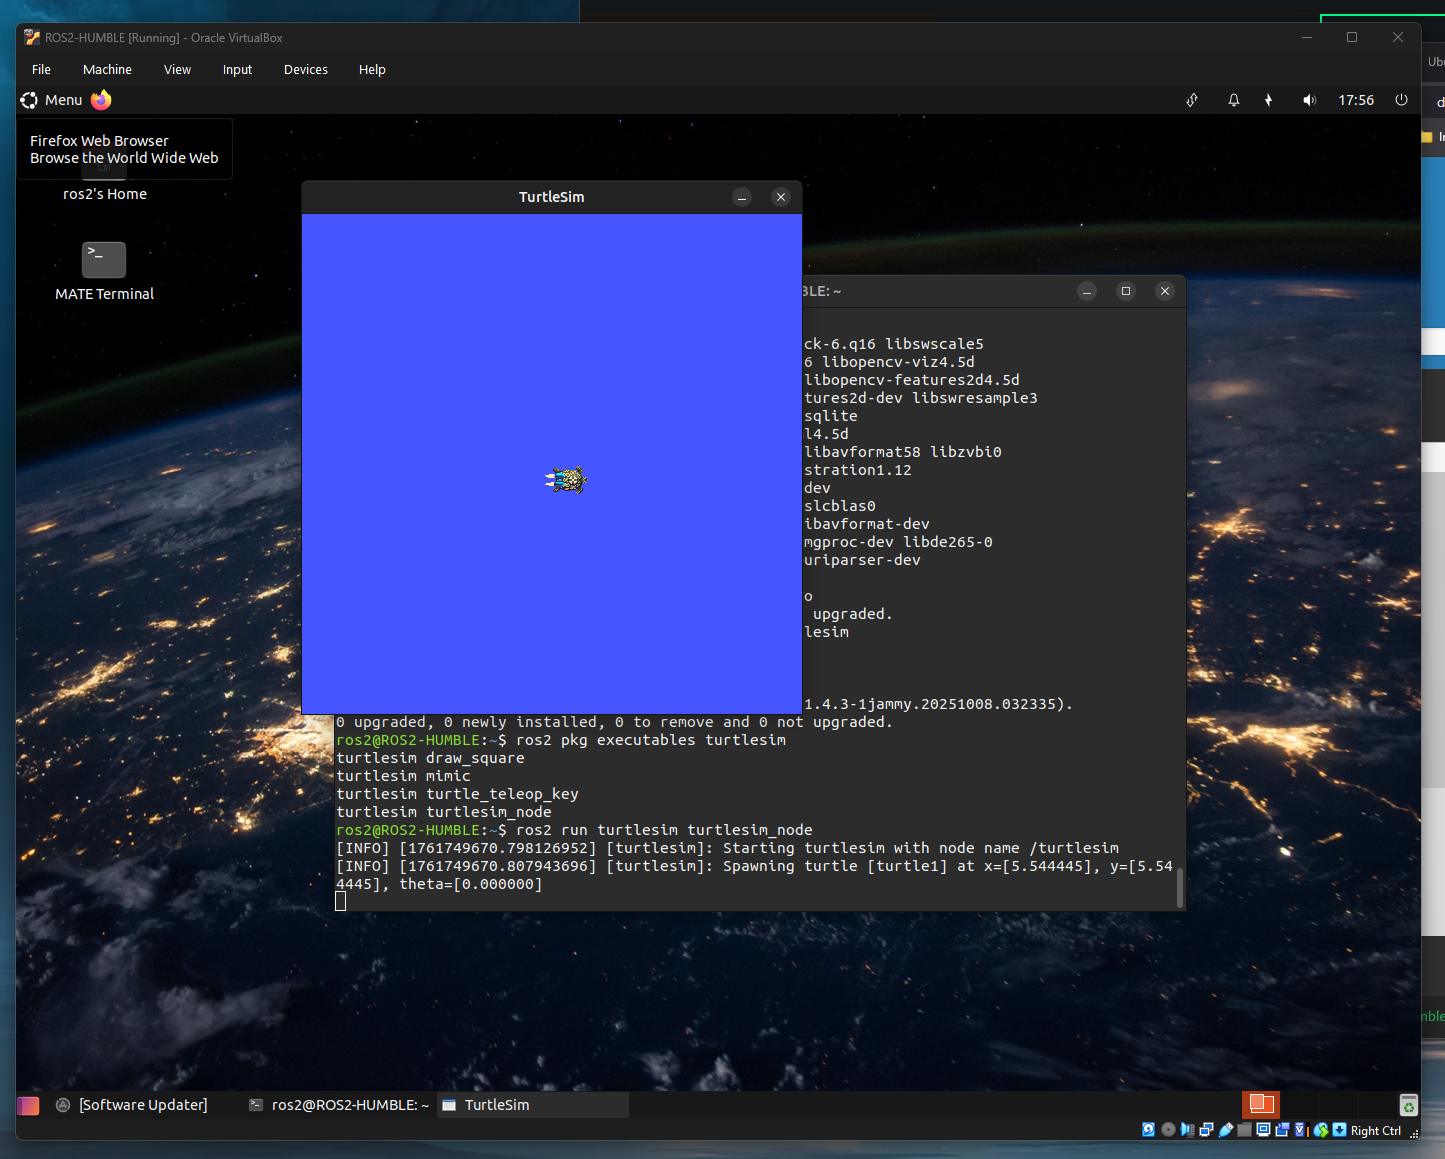 ROS2-HUMBLE [Running] - Oracle VirtualBox
File Machine View Input Devices Help
Menu
17:56
Firefox Web Browser
Browse the World Wide Web
ros2's Home
MATE Terminal
TurtleSim
BLE: ~
ck-6.q16 libswscale5
6 libopencv-viz4.5d
libopencv-features2d4.5d
tures2d-dev libswresample3
sqlite
l4.5d
libavformat58 libzvbi0
stration1.12
dev
slcblas0
ibavformat-dev
mgproc-dev libde265-0
uriparser-dev
o
upgraded.
lesim
1.4.3-1jammy.20251008.032335).
0 upgraded, 0 newly installed, 0 to remove and 0 not upgraded.
ros2@ROS2-HUMBLE:~$ ros2 pkg executables turtlesim
turtlesim draw_square
turtlesim mimic
turtlesim turtle_teleop_key
turtlesim turtlesim_node
ros2@ROS2-HUMBLE:~$ ros2 run turtlesim turtlesim_node
[INFO] [1761749670.798126952] [turtlesim]: Starting turtlesim with node name /turtlesim
[INFO] [1761749670.807943696] [turtlesim]: Spawning turtle [turtle1] at x=[5.544445], y=[5.54
4445], theta=[0.000000]
[Software Updater] ros2@ROS2-HUMBLE: ~ TurtleSim
Right Ctrl
Ubu
mble